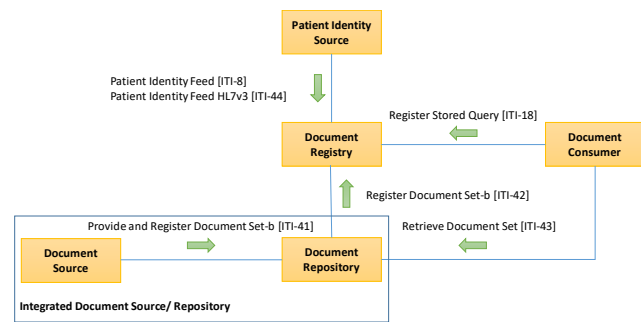 Patient Identity
Source
Patient Identity Feed [ITI-8]
Patient Identity Feed HL7v3 [ITI-44]
Register Stored Query [ITI-18]
Document
Registry
Document
Consumer
Register Document Set-b [ITI-42]
Provide and Register Document Set-b [ITI-41]
Retrieve Document Set [ITI-43]
Document
Source
Document
Repository
Integrated Document Source/ Repository